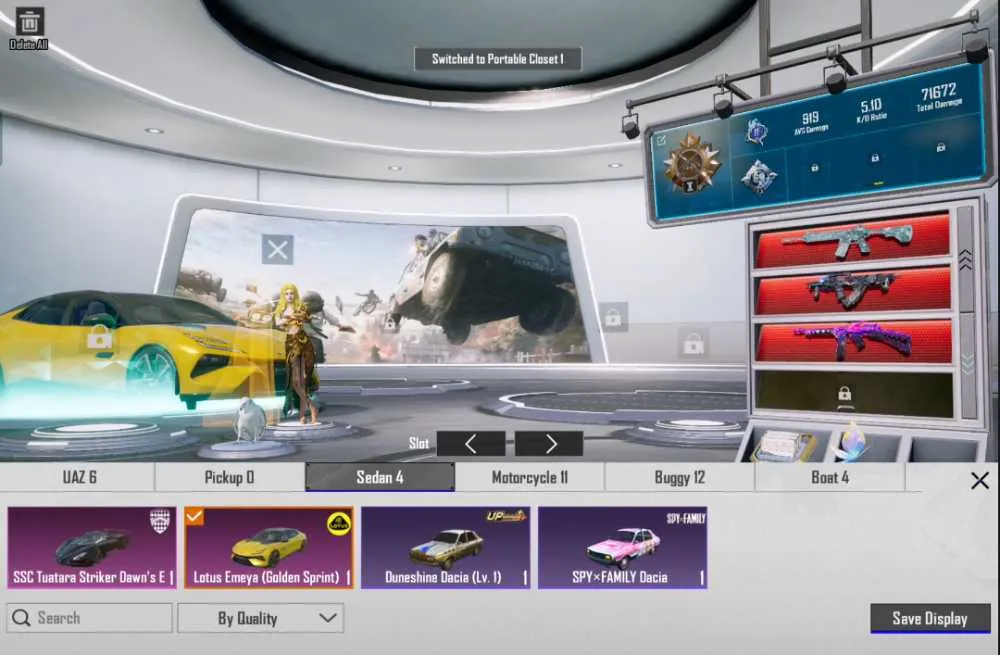 Delete All
Switched to Portable Closet 1
919
AVG Damage
5.10
K/D Ratio
71672
Total Damage
I
Slot
UAZ 6
Pickup 0
Sedan 4
Motorcycle 11
Buggy 12
Boat 4
SSC Tuatara Striker Dawn's E 1
LOTUS
Lotus Emeya (Golden Sprint) 1
Duneshine Dacia (Lv. 1) 1
SPY×FAMILY
SPY×FAMILY Dacia 1
Search
By Quality
Save Display